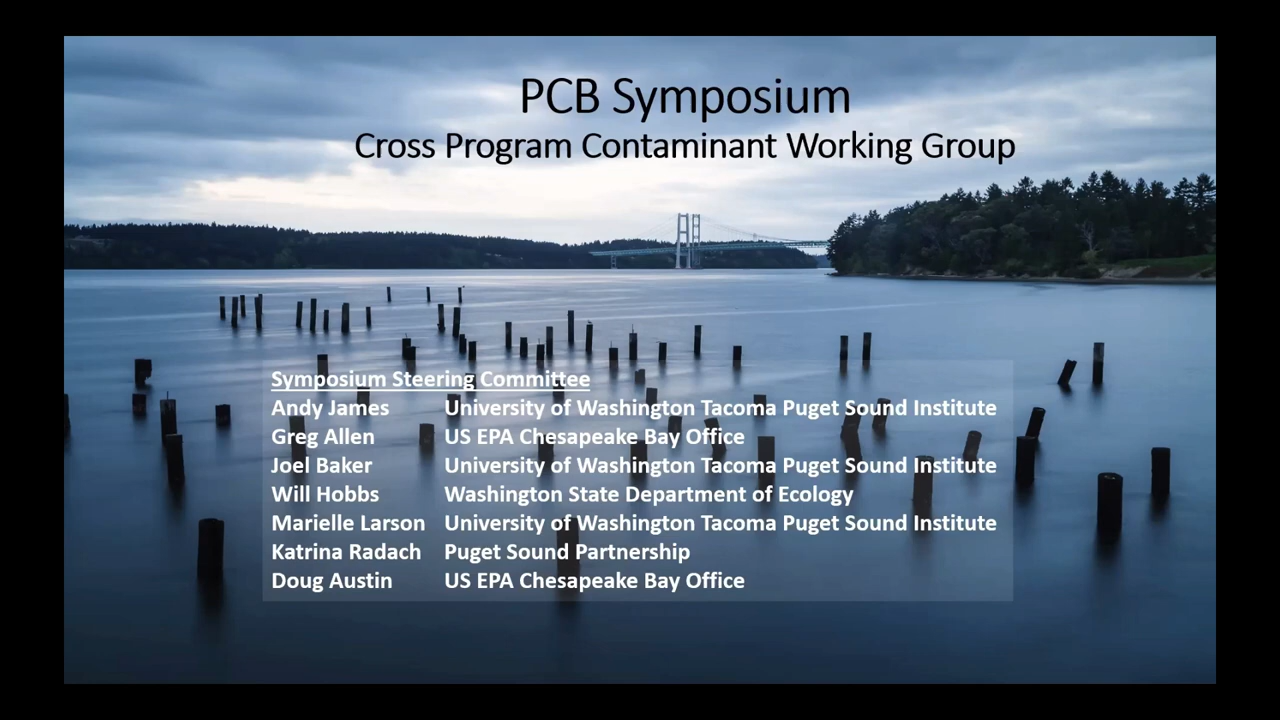 PCB Symposium
Cross Program Contaminant Working Group
Symposium Steering Committee
Andy James University of Washington Tacoma Puget Sound Institute
Greg Allen US EPA Chesapeake Bay Office
Joel Baker University of Washington Tacoma Puget Sound Institute
Will Hobbs Washington State Department of Ecology
Marielle Larson University of Washington Tacoma Puget Sound Institute
Katrina Radach Puget Sound Partnership
Doug Austin US EPA Chesapeake Bay Office